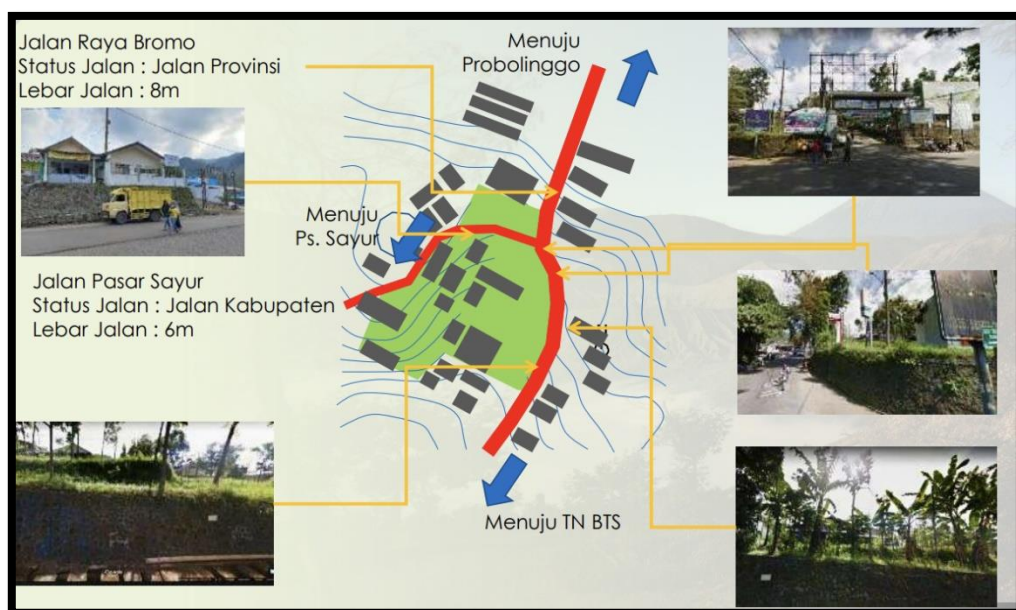 Jalan Raya Bromo
Status Jalan : Jalan Provinsi
Lebar Jalan : 8m
Menuju
Probolinggo
Menuju
Ps. Sayur
Jalan Pasar Sayur
Status Jalan : Jalan Kabupaten
Lebar Jalan : 6m
Menuju TN BTS